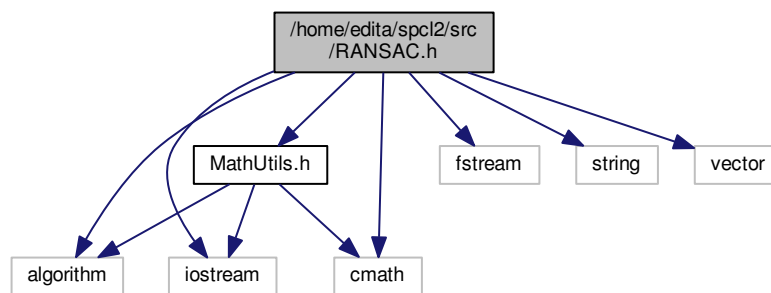 /home/edita/spcl2/src
/RANSAC.h
MathUtils.h
fstream
string
vector
algorithm
iostream
cmath